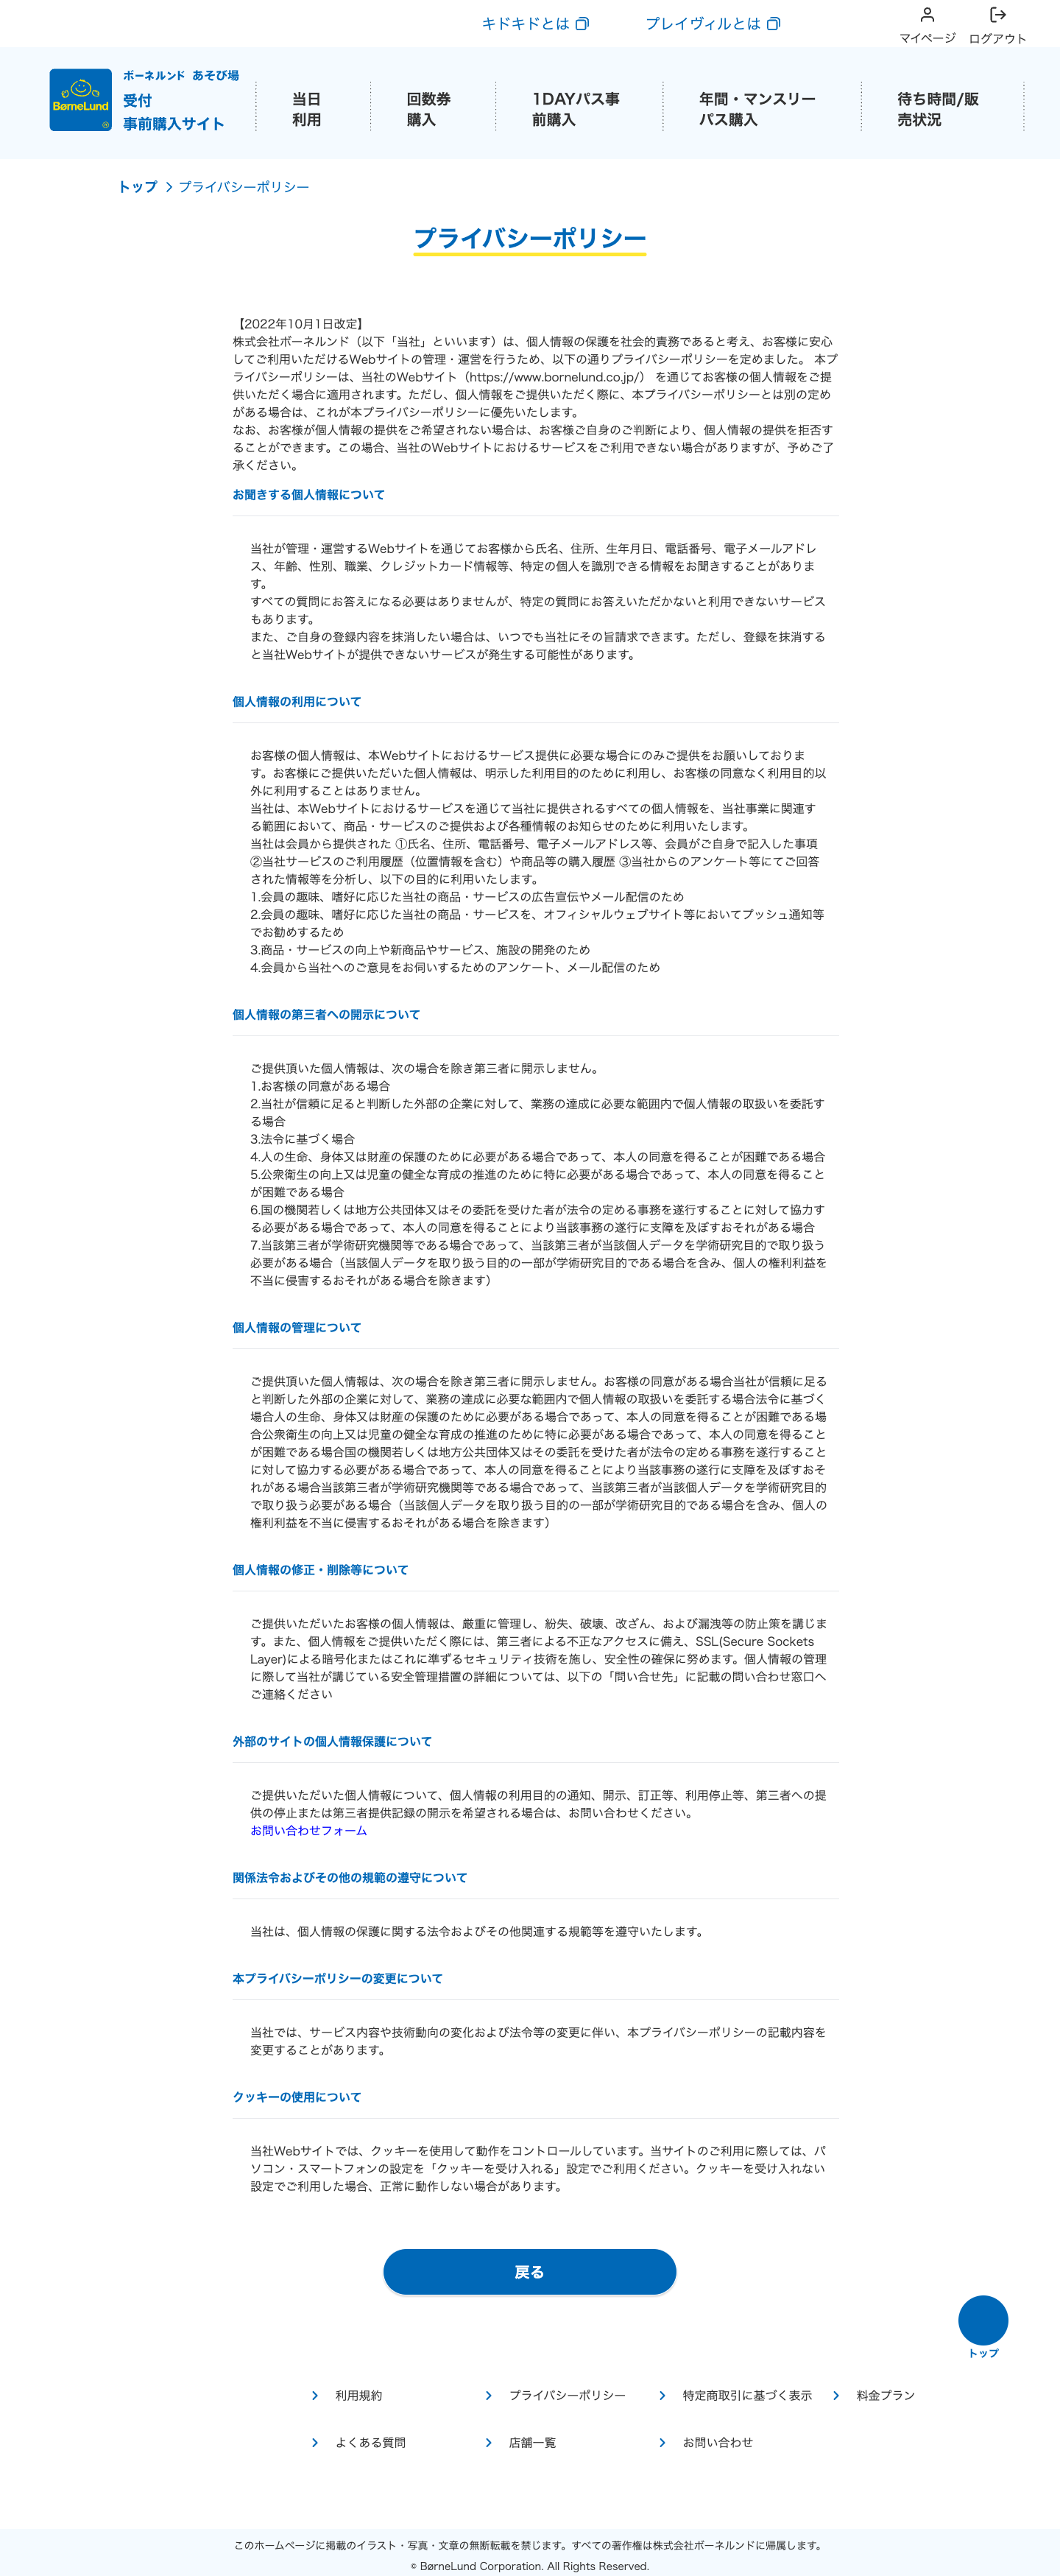 キドキドとは
プレイヴィルとは
マイページ
ログアウト
BørneLund
®
ボーネルンド あそび場
受付
事前購入サイト
当日
利用
回数券
購入
1DAYパス事
前購入
年間・マンスリー
パス購入
待ち時間/販
売状況
トップ
プライバシーポリシー
プライバシーポリシー
【2022年10月1日改定】
株式会社ボーネルンド（以下「当社」といいます）は、個人情報の保護を社会的責務であると考え、お客様に安心
してご利用いただけるWebサイトの管理・運営を行うため、以下の通りプライバシーポリシーを定めました。 本プ
ライバシーポリシーは、当社のWebサイト（https://www.bornelund.co.jp/） を通じてお客様の個人情報をご提
供いただく場合に適用されます。ただし、個人情報をご提供いただく際に、本プライバシーポリシーとは別の定め
がある場合は、これが本プライバシーポリシーに優先いたします。
なお、お客様が個人情報の提供をご希望されない場合は、お客様ご自身のご判断により、個人情報の提供を拒否す
ることができます。この場合、当社のWebサイトにおけるサービスをご利用できない場合がありますが、予めご了
承ください。
お聞きする個人情報について
当社が管理・運営するWebサイトを通じてお客様から氏名、住所、生年月日、電話番号、電子メールアドレ
ス、年齢、性別、職業、クレジットカード情報等、特定の個人を識別できる情報をお聞きすることがありま
す。
すべての質問にお答えになる必要はありませんが、特定の質問にお答えいただかないと利用できないサービス
もあります。
また、ご自身の登録内容を抹消したい場合は、いつでも当社にその旨請求できます。ただし、登録を抹消する
と当社Webサイトが提供できないサービスが発生する可能性があります。
個人情報の利用について
お客様の個人情報は、本Webサイトにおけるサービス提供に必要な場合にのみご提供をお願いしておりま
す。お客様にご提供いただいた個人情報は、明示した利用目的のために利用し、お客様の同意なく利用目的以
外に利用することはありません。
当社は、本Webサイトにおけるサービスを通じて当社に提供されるすべての個人情報を、当社事業に関連す
る範囲において、商品・サービスのご提供および各種情報のお知らせのために利用いたします。
当社は会員から提供された ①氏名、住所、電話番号、電子メールアドレス等、会員がご自身で記入した事項
②当社サービスのご利用履歴（位置情報を含む）や商品等の購入履歴 ③当社からのアンケート等にてご回答
された情報等を分析し、以下の目的に利用いたします。
1.会員の趣味、嗜好に応じた当社の商品・サービスの広告宣伝やメール配信のため
2.会員の趣味、嗜好に応じた当社の商品・サービスを、オフィシャルウェブサイト等においてプッシュ通知等
でお勧めするため
3.商品・サービスの向上や新商品やサービス、施設の開発のため
4.会員から当社へのご意見をお伺いするためのアンケート、メール配信のため
個人情報の第三者への開示について
ご提供頂いた個人情報は、次の場合を除き第三者に開示しません。
1.お客様の同意がある場合
2.当社が信頼に足ると判断した外部の企業に対して、業務の達成に必要な範囲内で個人情報の取扱いを委託す
る場合
3.法令に基づく場合
4.人の生命、身体又は財産の保護のために必要がある場合であって、本人の同意を得ることが困難である場合
5.公衆衛生の向上又は児童の健全な育成の推進のために特に必要がある場合であって、本人の同意を得ること
が困難である場合
6.国の機関若しくは地方公共団体又はその委託を受けた者が法令の定める事務を遂行することに対して協力す
る必要がある場合であって、本人の同意を得ることにより当該事務の遂行に支障を及ぼすおそれがある場合
7.当該第三者が学術研究機関等である場合であって、当該第三者が当該個人データを学術研究目的で取り扱う
必要がある場合（当該個人データを取り扱う目的の一部が学術研究目的である場合を含み、個人の権利利益を
不当に侵害するおそれがある場合を除きます）
個人情報の管理について
ご提供頂いた個人情報は、次の場合を除き第三者に開示しません。お客様の同意がある場合当社が信頼に足る
と判断した外部の企業に対して、業務の達成に必要な範囲内で個人情報の取扱いを委託する場合法令に基づく
場合人の生命、身体又は財産の保護のために必要がある場合であって、本人の同意を得ることが困難である場
合公衆衛生の向上又は児童の健全な育成の推進のために特に必要がある場合であって、本人の同意を得ること
が困難である場合国の機関若しくは地方公共団体又はその委託を受けた者が法令の定める事務を遂行すること
に対して協力する必要がある場合であって、本人の同意を得ることにより当該事務の遂行に支障を及ぼすおそ
れがある場合当該第三者が学術研究機関等である場合であって、当該第三者が当該個人データを学術研究目的
で取り扱う必要がある場合（当該個人データを取り扱う目的の一部が学術研究目的である場合を含み、個人の
権利利益を不当に侵害するおそれがある場合を除きます）
個人情報の修正・削除等について
ご提供いただいたお客様の個人情報は、厳重に管理し、紛失、破壊、改ざん、および漏洩等の防止策を講じま
す。また、個人情報をご提供いただく際には、第三者による不正なアクセスに備え、SSL(Secure Sockets
Layer)による暗号化またはこれに準ずるセキュリティ技術を施し、安全性の確保に努めます。個人情報の管理
に際して当社が講じている安全管理措置の詳細については、以下の「問い合せ先」に記載の問い合わせ窓口へ
ご連絡ください
外部のサイトの個人情報保護について
ご提供いただいた個人情報について、個人情報の利用目的の通知、開示、訂正等、利用停止等、第三者への提
供の停止または第三者提供記録の開示を希望される場合は、お問い合わせください。
お問い合わせフォーム
関係法令およびその他の規範の遵守について
当社は、個人情報の保護に関する法令およびその他関連する規範等を遵守いたします。
本プライバシーポリシーの変更について
当社では、サービス内容や技術動向の変化および法令等の変更に伴い、本プライバシーポリシーの記載内容を
変更することがあります。
クッキーの使用について
当社Webサイトでは、クッキーを使用して動作をコントロールしています。当サイトのご利用に際しては、パ
ソコン・スマートフォンの設定を「クッキーを受け入れる」設定でご利用ください。クッキーを受け入れない
設定でご利用した場合、正常に動作しない場合があります。
戻る
トップ
利用規約
プライバシーポリシー
特定商取引に基づく表示
料金プラン
よくある質問
店舗一覧
お問い合わせ
このホームページに掲載のイラスト・写真・文章の無断転載を禁じます。すべての著作権は株式会社ボーネルンドに帰属します。
© BørneLund Corporation. All Rights Reserved.